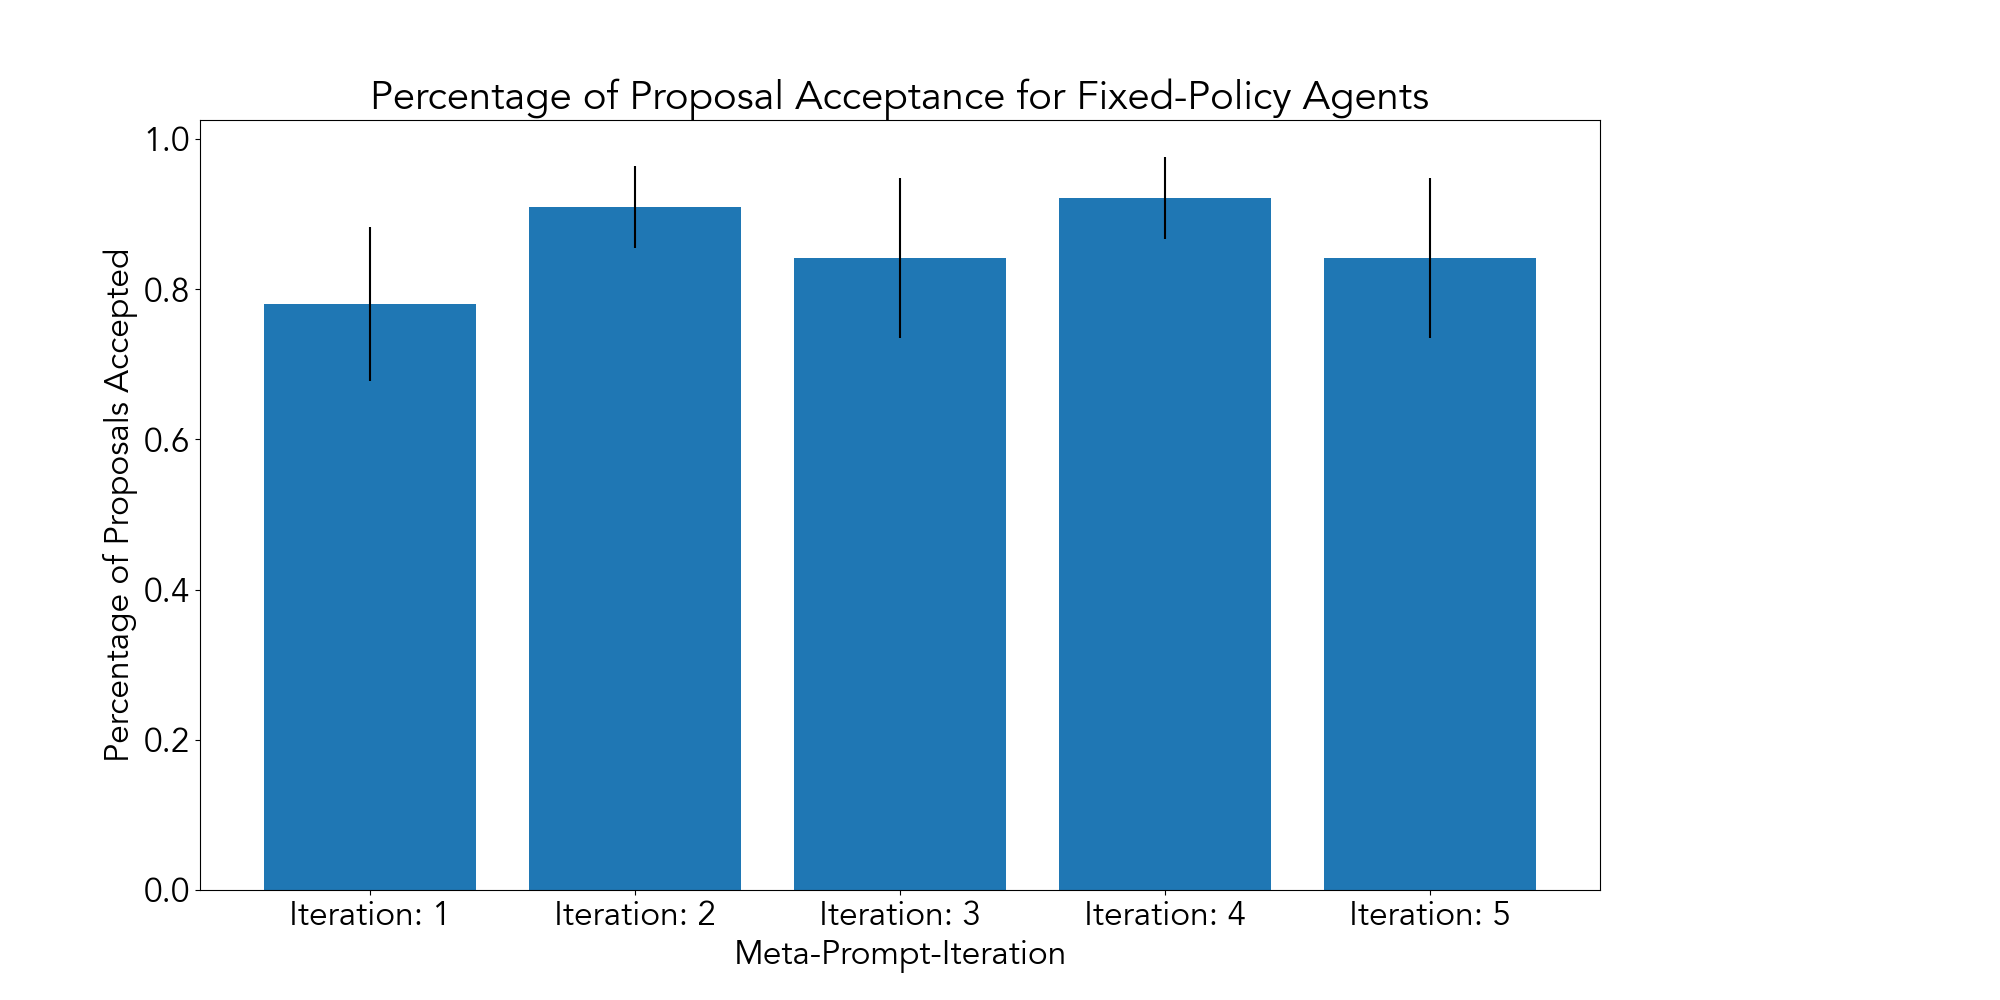 Percentage of Proposal Acceptance for Fixed-Policy Agents
Percentage of Proposals Accepted
1.0
0.8
0.6
0.4
0.2
0.0
Iteration: 1
Iteration: 2
Iteration: 3
Iteration: 4
Iteration: 5
Meta-Prompt-Iteration